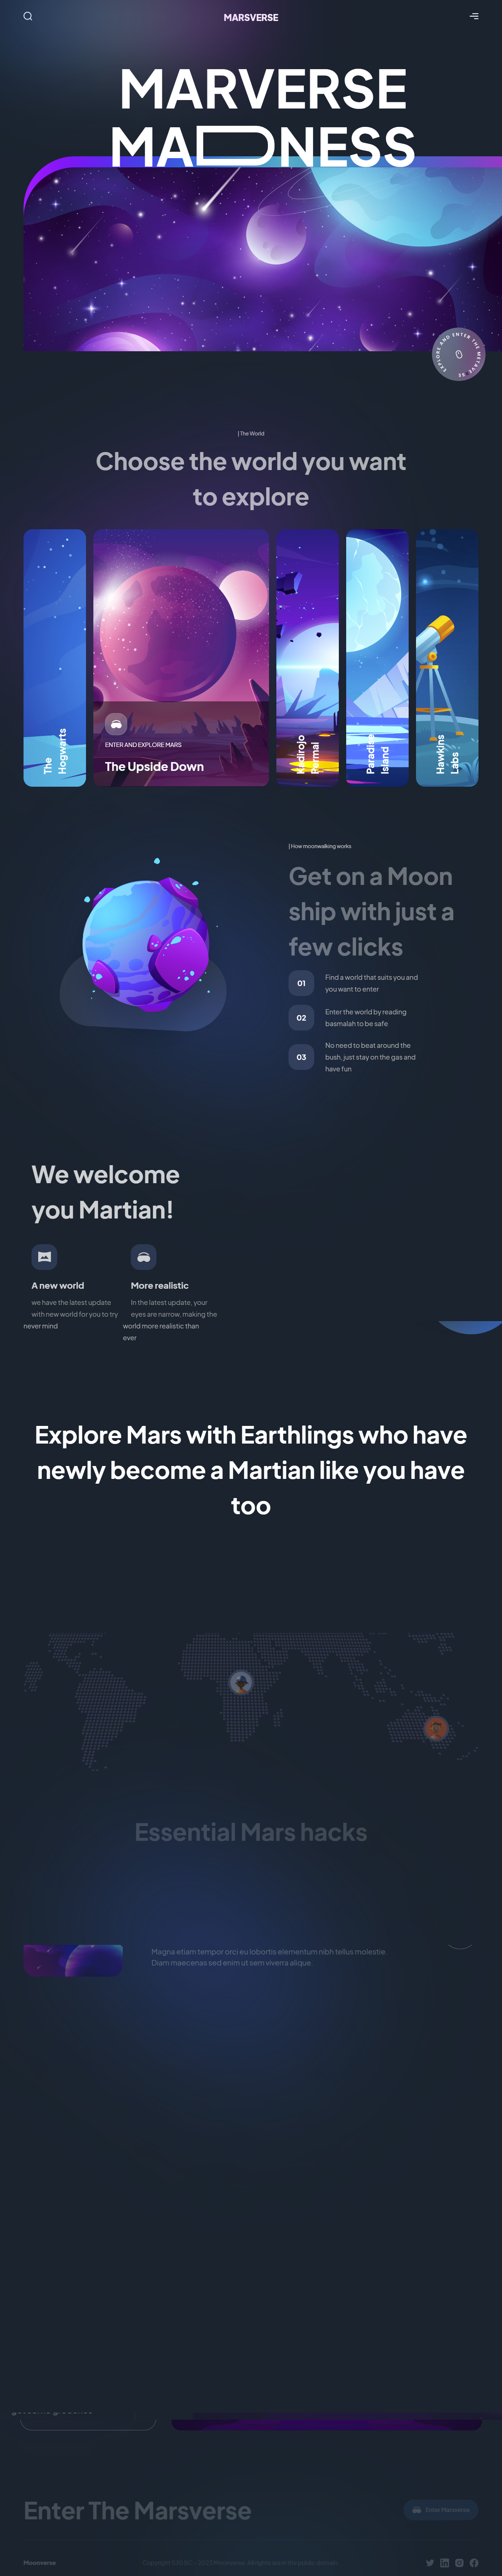 MARSVERSE
MARVERSE
MADNESS
EXPLORE AND ENTER THE METAVERSE
| The World
Choose the world you want
to explore
The
Hogwarts
ENTER AND EXPLORE MARS
The Upside Down
Kadirojo
Permai
Paradise
Island
Hawkins
Labs
| How moonwalking works
Get on a Moon
ship with just a
few clicks
01
Find a world that suits you and
you want to enter
02
Enter the world by reading
basmalah to be safe
03
No need to beat around the
bush, just stay on the gas and
have fun
We welcome
you Martian!
A new world
we have the latest update
with new world for you to try
never mind
More realistic
In the latest update, your
eyes are narrow, making the
world more realistic than
ever
Explore Mars with Earthlings who have
newly become a Martian like you have
too
Essential Mars hacks
Magna etiam tempor orci eu lobortis elementum nibh tellus molestie.
Diam maecenas sed enim ut sem viverra alique.
Enter The Marsverse
Enter Marsverse
Moonverse